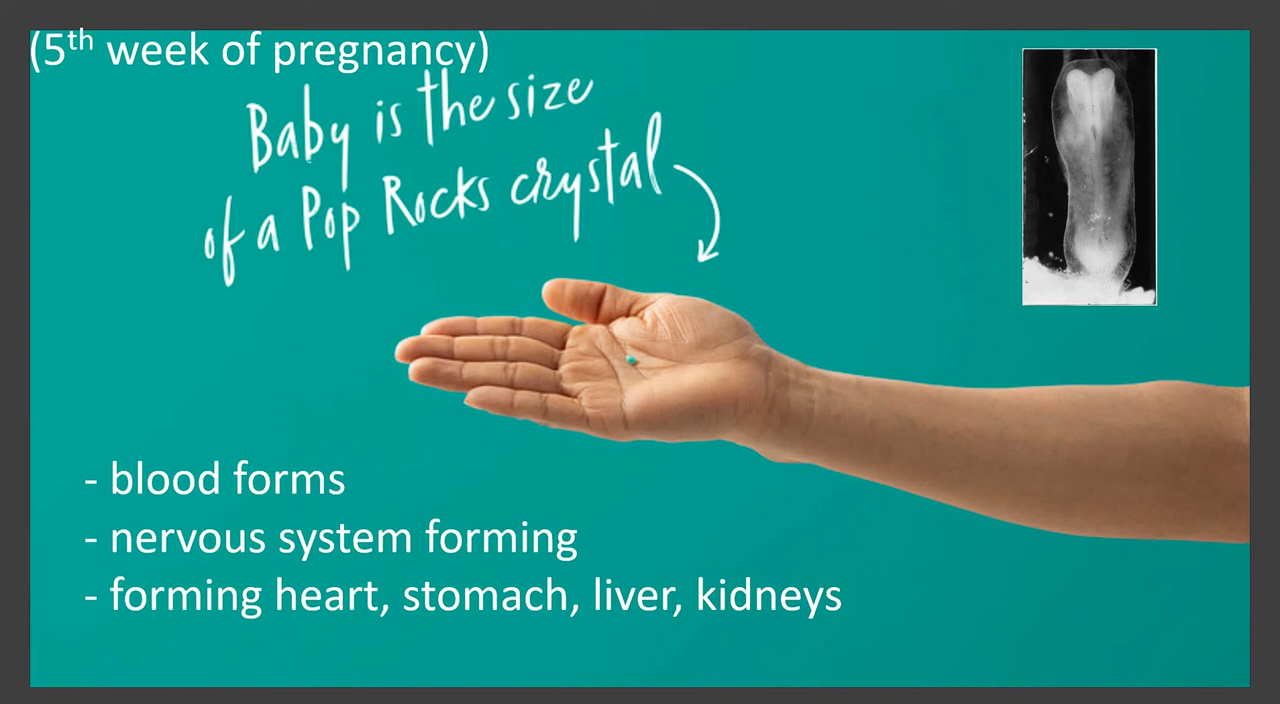 (5th week of pregnancy)
Baby is the size
of a Pop Rocks crystal
- blood forms
- nervous system forming
- forming heart, stomach, liver, kidneys